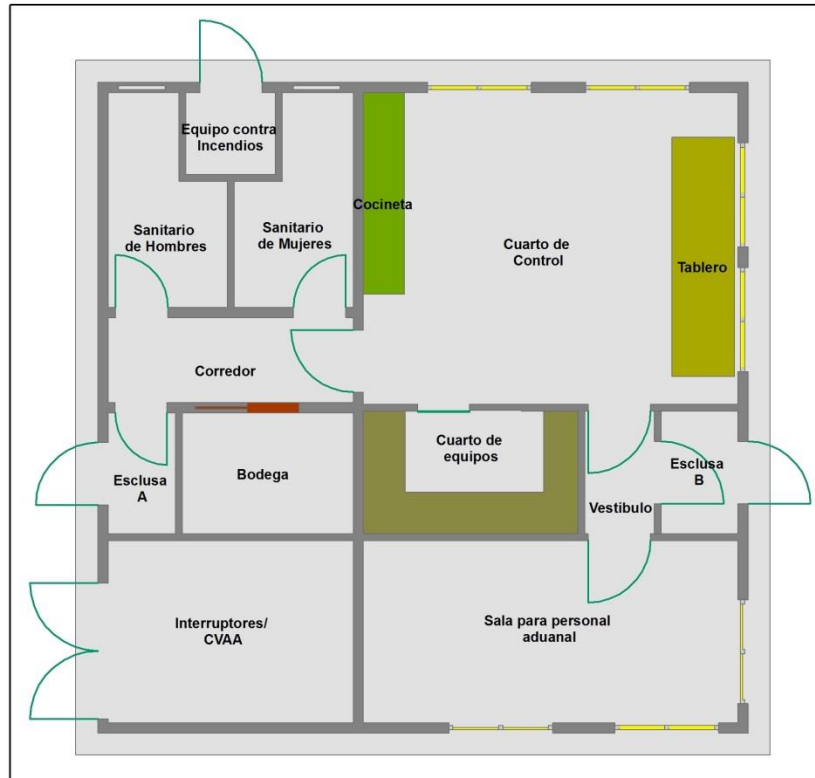 Equipo contra
Incendios
Sanitario
de Hombres
Sanitario
de Mujeres
Cocineta
Cuarto de
Control
Tablero
Corredor
Esclusa
A
Bodega
Cuarto de
equipos
Vestibulo
Esclusa
B
Interruptores/
CVAA
Sala para personal
aduanal